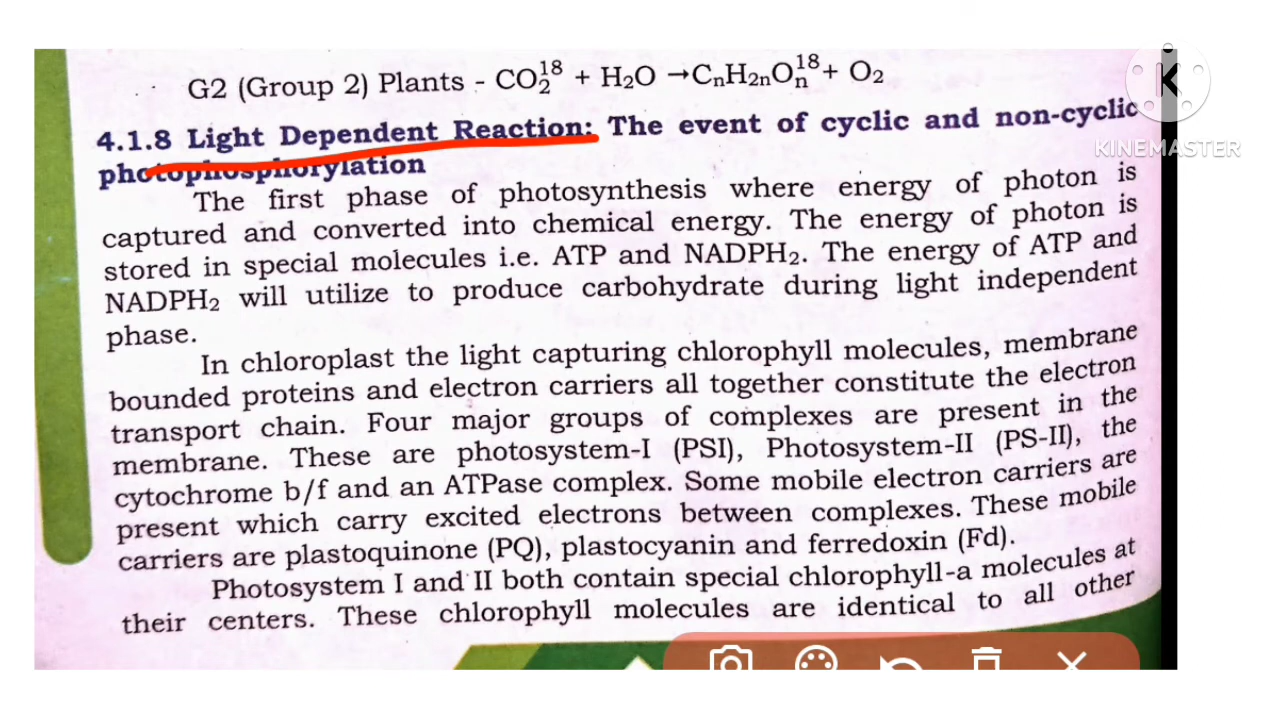 G2 (Group 2) Plants - CO₂¹⁸ + H₂O →CₙH₂ₙOₙ¹⁸+ O₂
K
4.1.8 Light Dependent Reaction: The event of cyclic and non-cyclic
KINEMASTER
photophosphorylation
The first phase of photosynthesis where energy of photon is
captured and converted into chemical energy. The energy of photon is
stored in special molecules i.e. ATP and NADPH₂. The energy of ATP and
NADPH₂ will utilize to produce carbohydrate during light independent
phase.
In chloroplast the light capturing chlorophyll molecules, membrane
bounded proteins and electron carriers all together constitute the electron
transport chain. Four major groups of complexes are present in the
membrane. These are photosystem-I (PSI), Photosystem-II (PS-II), the
cytochrome b/f and an ATPase complex. Some mobile electron carriers are
present which carry excited electrons between complexes. These mobile
carriers are plastoquinone (PQ), plastocyanin and ferredoxin (Fd).
Photosystem I and II both contain special chlorophyll-a molecules at
their centers. These chlorophyll molecules are identical to all other